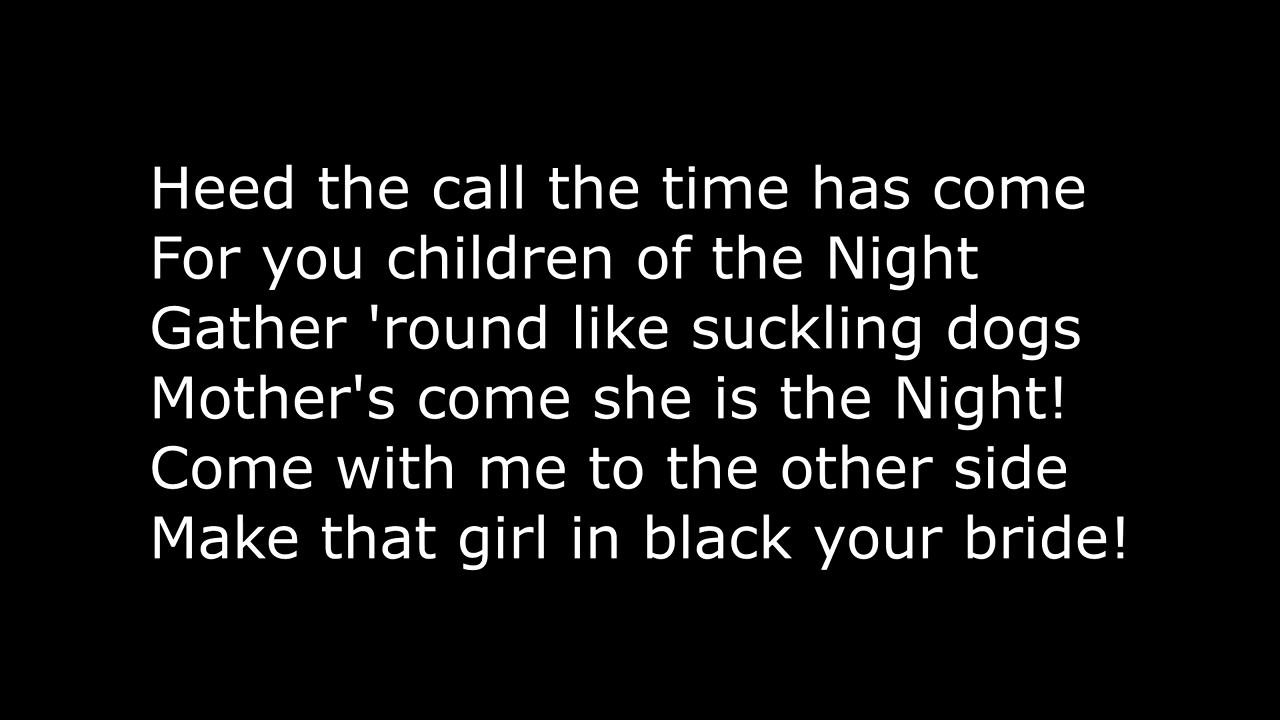 Heed the call the time has come
For you children of the Night
Gather 'round like suckling dogs
Mother's come she is the Night!
Come with me to the other side
Make that girl in black your bride!